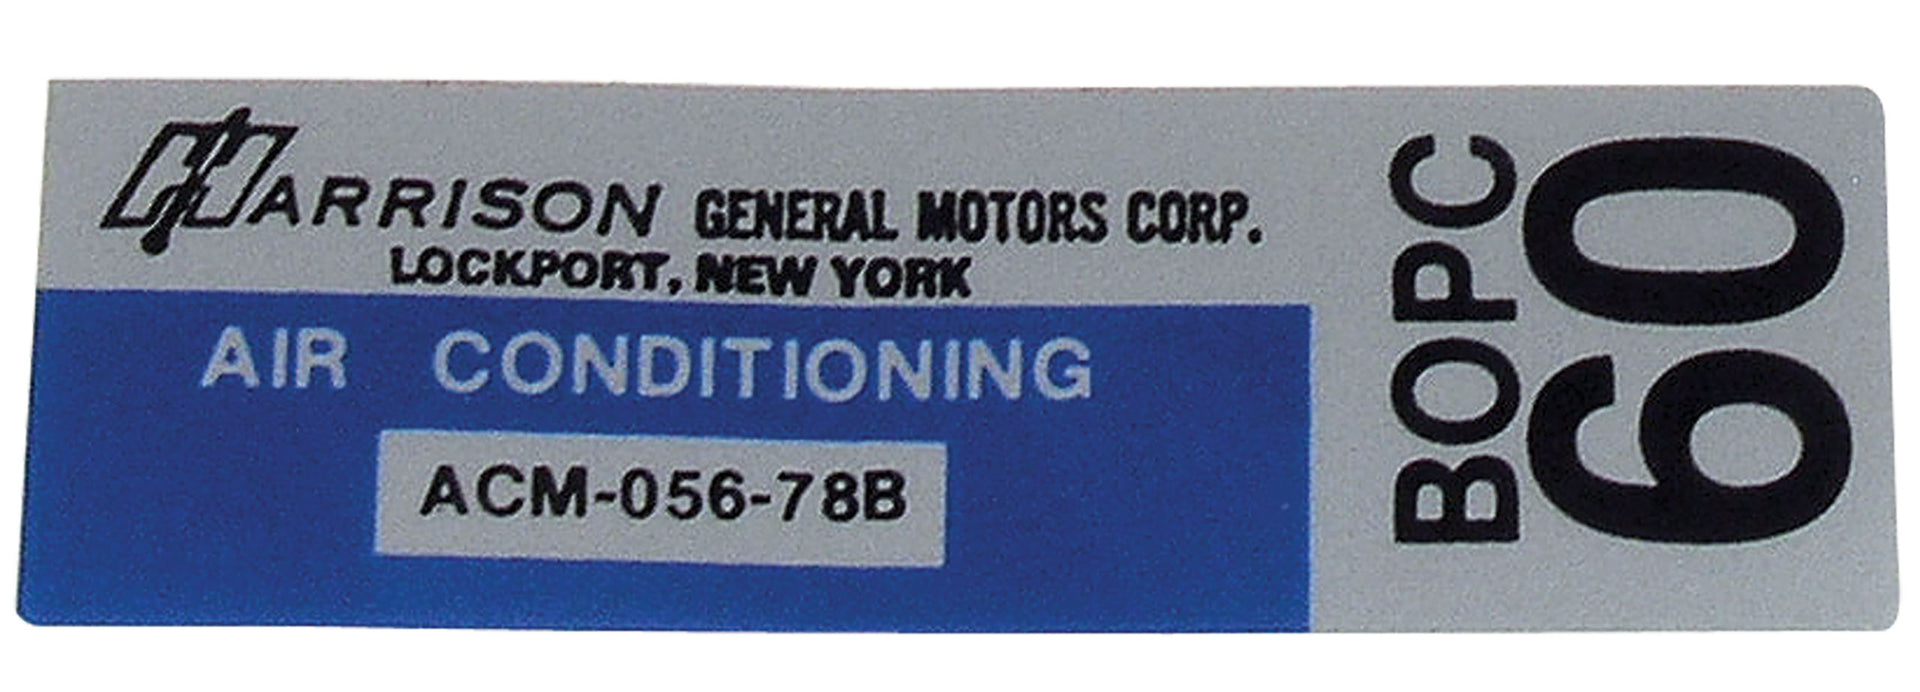 HARRISON GENERAL MOTORS CORP.
LOCKPORT, NEW YORK
AIR CONDITIONING
ACM-056-78B
BOPC
60